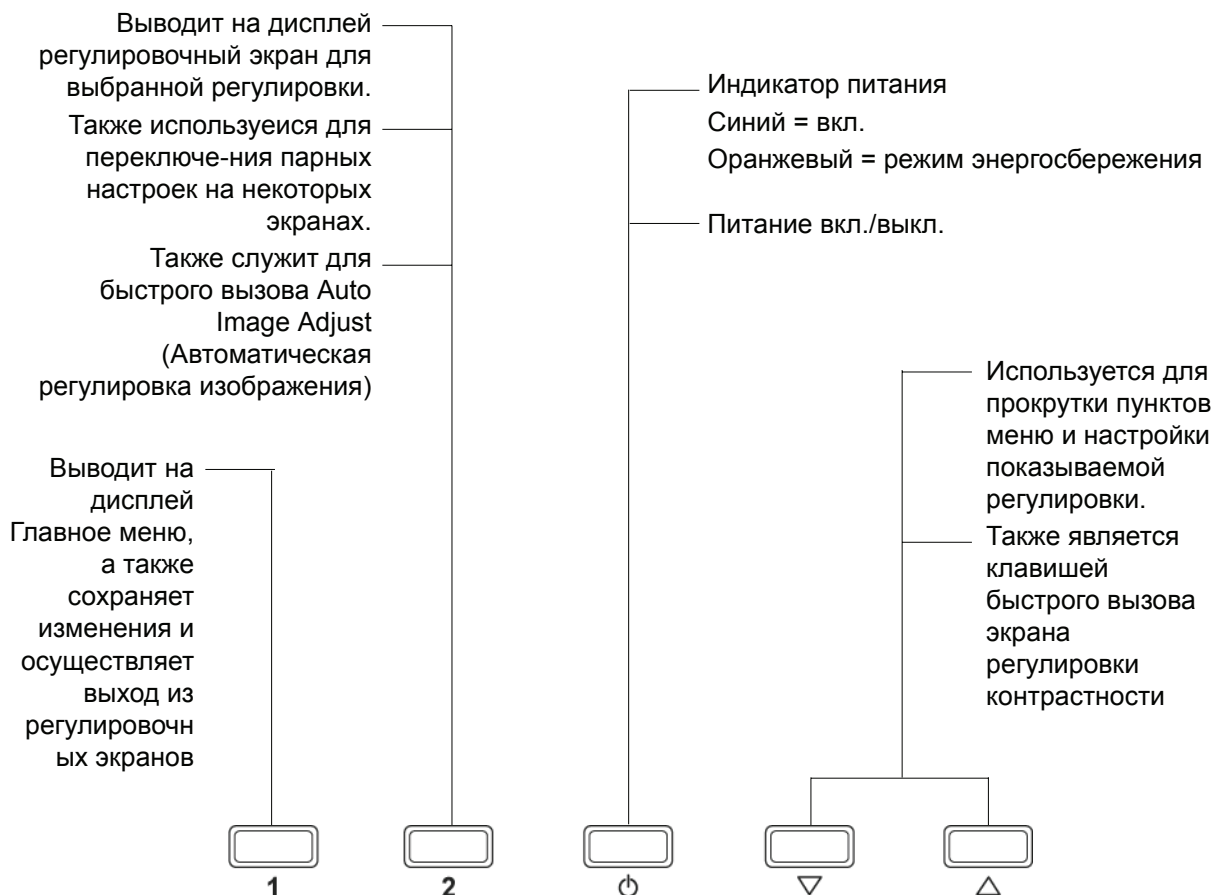 Выводит на дисплей
регулировочный экран для
выбранной регулировки.
Также используеися для
переключе-ния парных
настроек на некоторых
экранах.
Также служит для
быстрого вызова Auto
Image Adjust
(Автоматическая
регулировка изображения)
Индикатор питания
Синий = вкл.
Оранжевый = режим энергосбережения
Питание вкл./выкл.
Выводит на
дисплей
Главное меню,
а также
сохраняет
изменения и
осуществляет
выход из
регулировочн
ых экранов
Используется для
прокрутки пунктов
меню и настройки
показываемой
регулировки.
Также является
клавишей
быстрого вызова
экрана
регулировки
контрастности
1 2